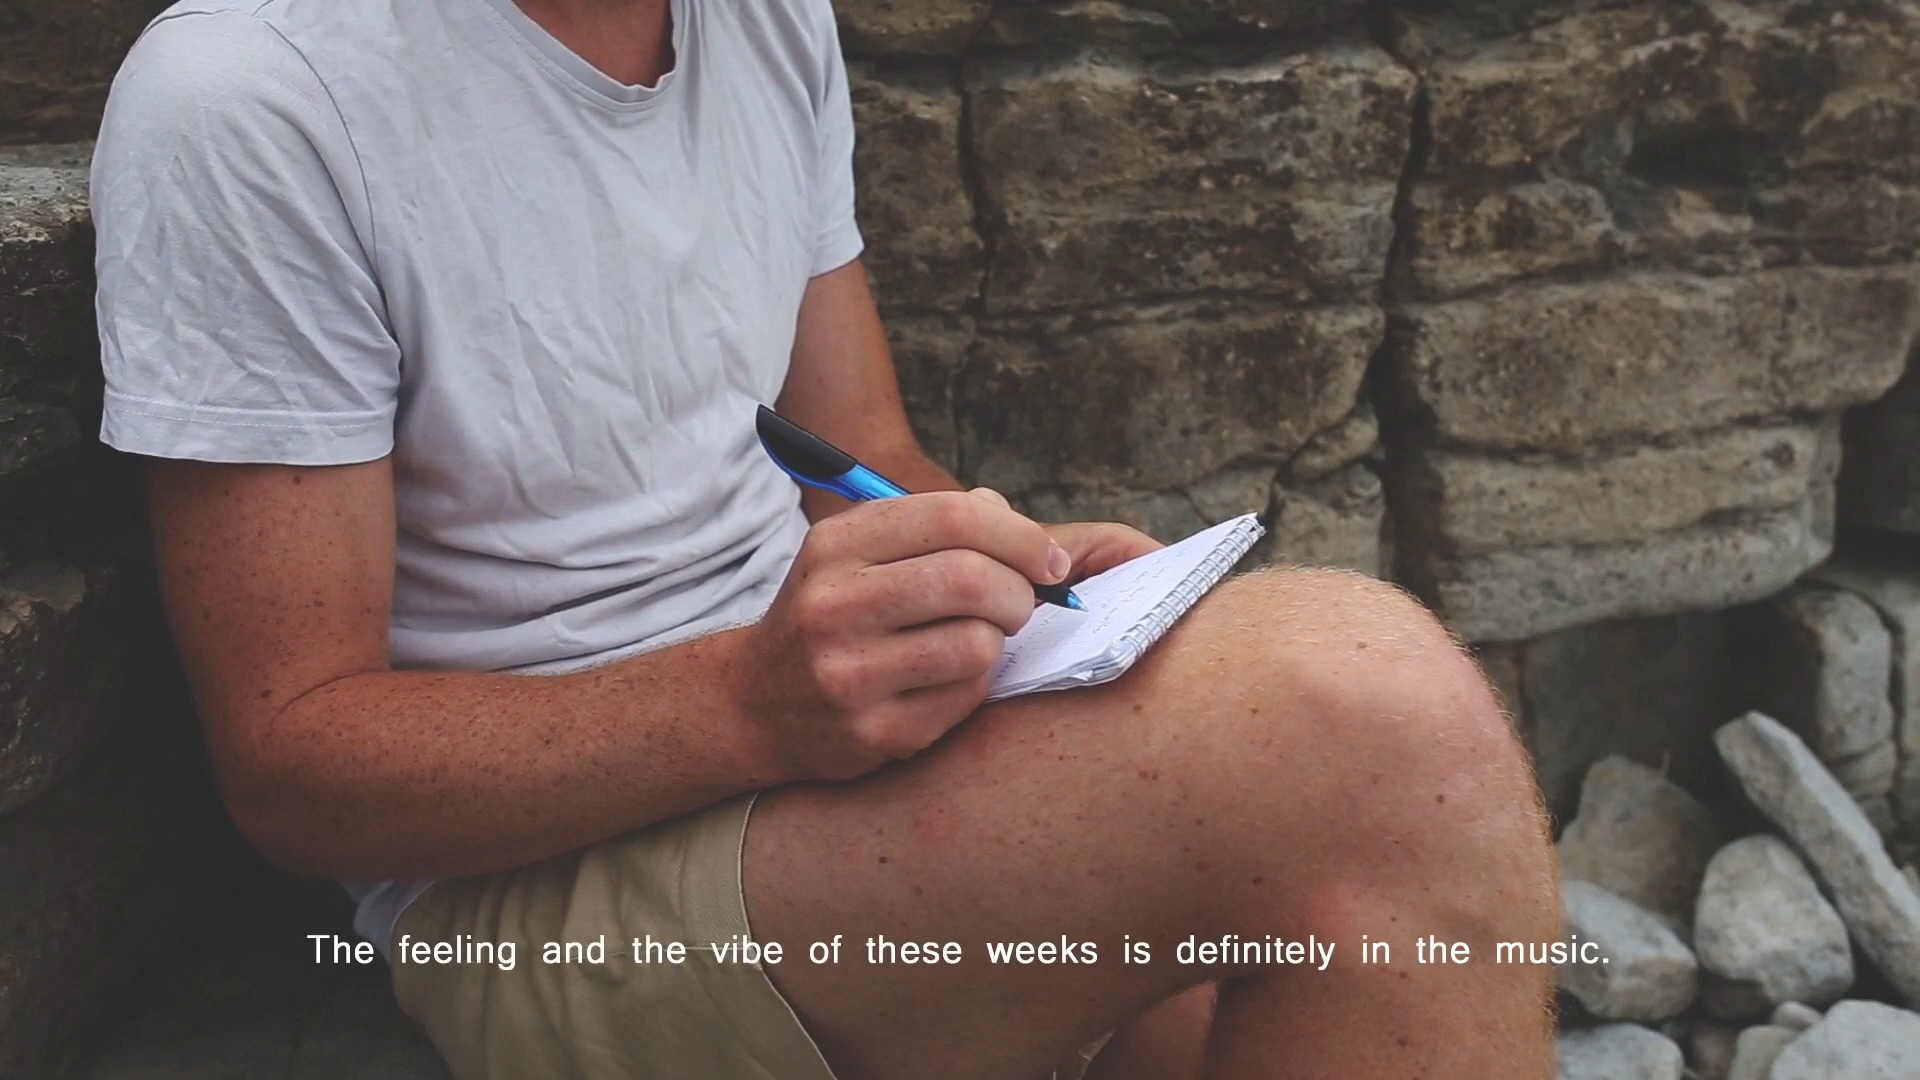 The feeling and the vibe of these weeks is definitely in the music.